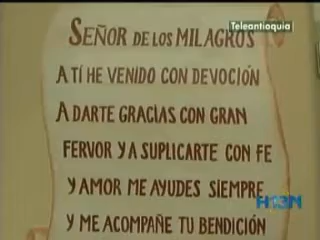 Teleantioquia
SEÑOR DE LOS MILAGROS
A TÍ HE VENIDO CON DEVOCIÓN
A DARTE GRACIAS CON GRAN
FERVOR Y A SUPLICARTE CON FE
Y AMOR ME AYUDES SIEMPRE
Y ME ACOMPAÑE TU BENDICIÓN
H13N